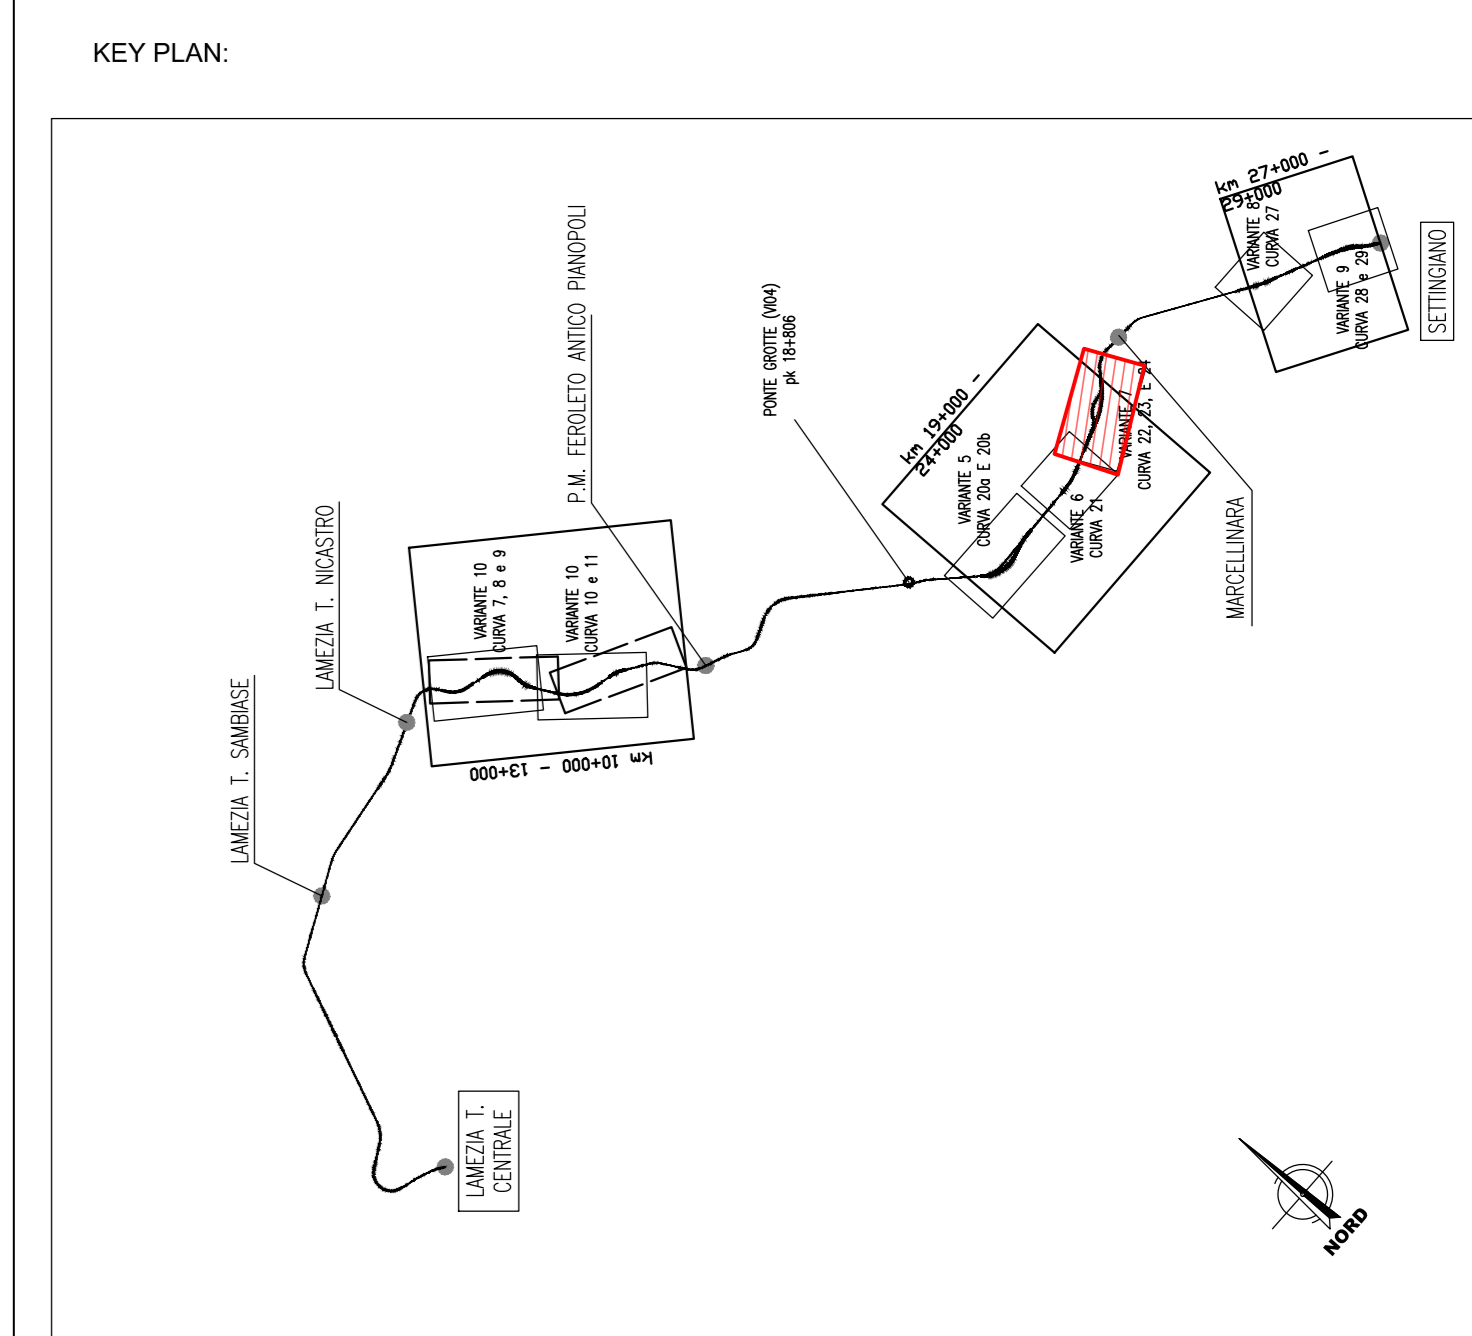 KEY PLAN:
km 27+000 -
29+000
VARIANTE 8
CURVA 27
VARIANTE 9
CURVA 28 e 29
SETTINGIANO
P.M. FEROLETO ANTICO PIANOPOLI
PONTE GROTTE (VI04)
pk 18+806
km 19+000 -
24+000
VARIANTE 5
CURVA 20a E 20b
VARIANTE 6
CURVA 21
VARIANTE 7
CURVA 22, 23, E 24
MARCELLINARA
LAMEZIA T. NICASTRO
VARIANTE 10
CURVA 7, 8 e 9
VARIANTE 10
CURVA 10 e 11
km 10+000 - 13+000
LAMEZIA T. SAMBIASE
LAMEZIA T.
CENTRALE
NORD